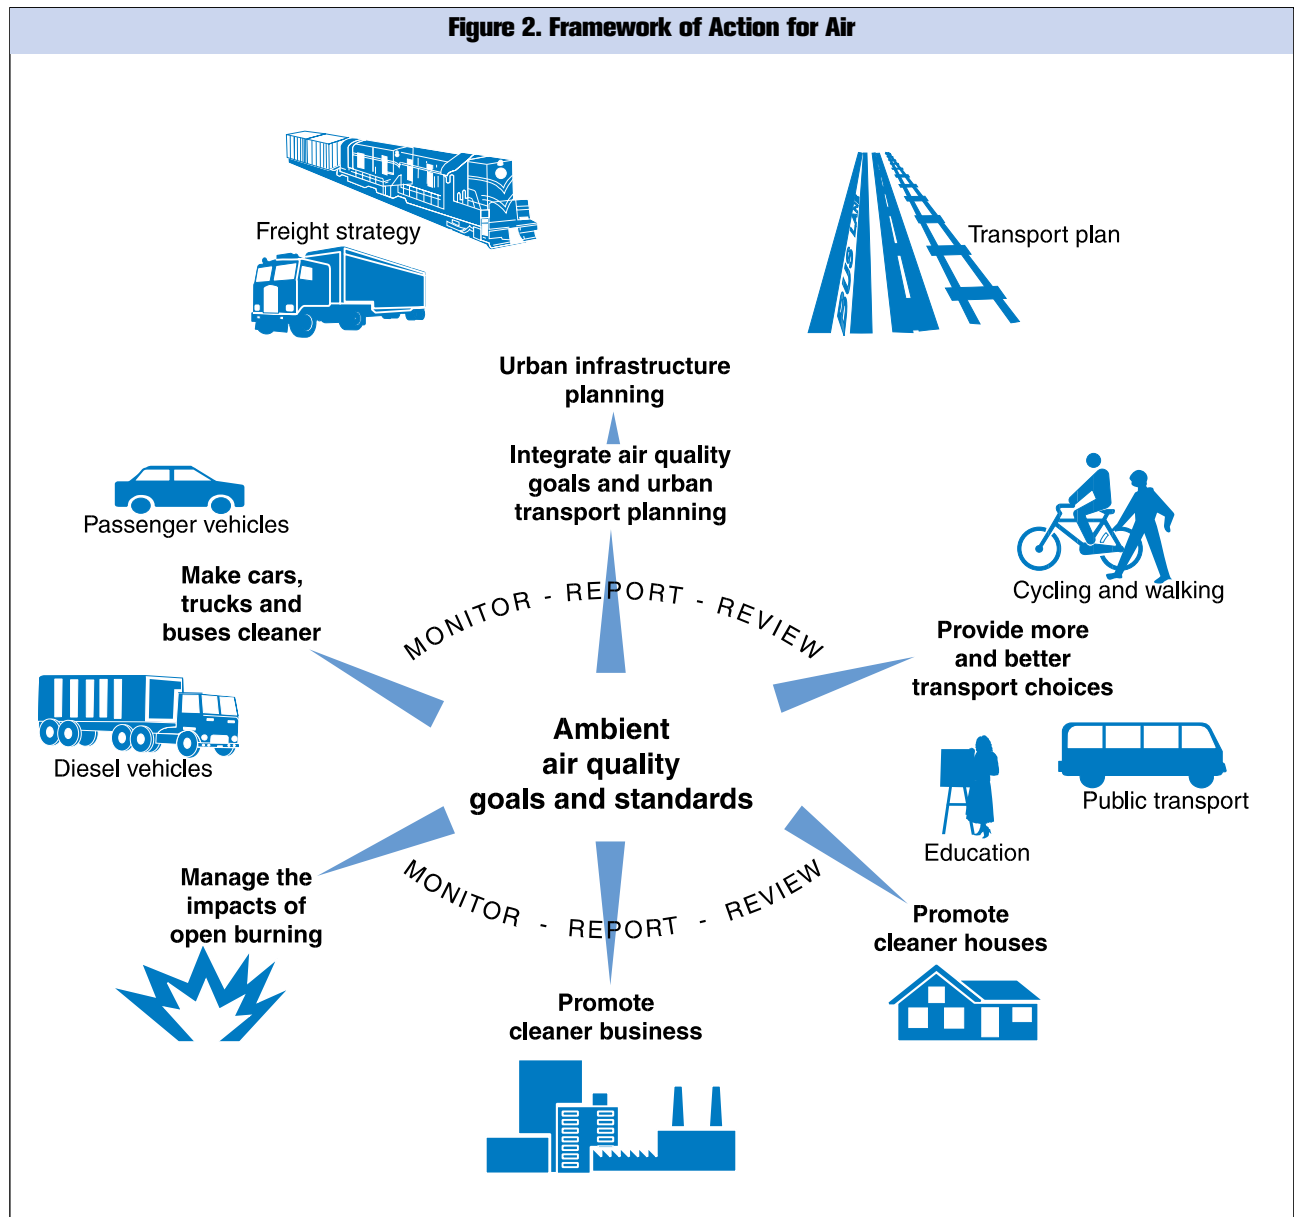 Figure 2. Framework of Action for Air
Freight strategy
BUS LANE
Transport plan
Urban infrastructure
planning
Integrate air quality
goals and urban
transport planning
Passenger vehicles
Make cars,
trucks and
buses cleaner
Diesel vehicles
MONITOR - REPORT - REVIEW
Cycling and walking
Provide more
and better
transport choices
Public transport
Education
Ambient
air quality
goals and standards
Manage the
impacts of
open burning
MONITOR - REPORT - REVIEW
Promote
cleaner houses
Promote
cleaner business